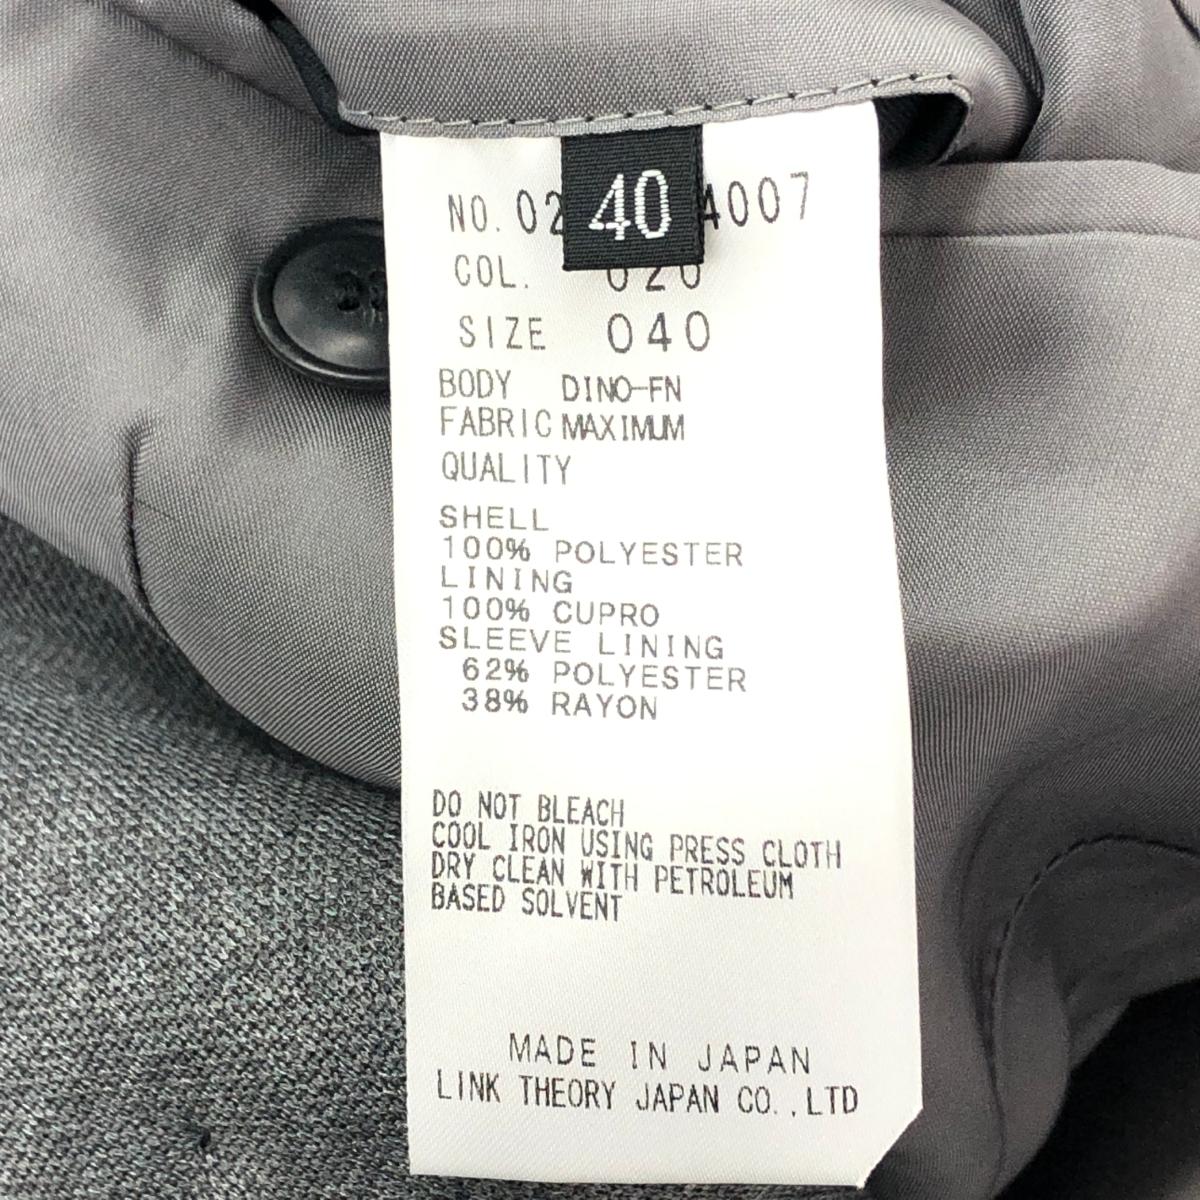 40
NO. 02 4007
COL. 020
SIZE 040
BODY DINO-FN
FABRIC MAXIMUM
QUALITY
SHELL
100% POLYESTER
LINING
100% CUPRO
SLEEVE LINING
62% POLYESTER
38% RAYON
DO NOT BLEACH
COOL IRON USING PRESS CLOTH
DRY CLEAN WITH PETROLEUM
BASED SOLVENT
MADE IN JAPAN
LINK THEORY JAPAN CO.,LTD